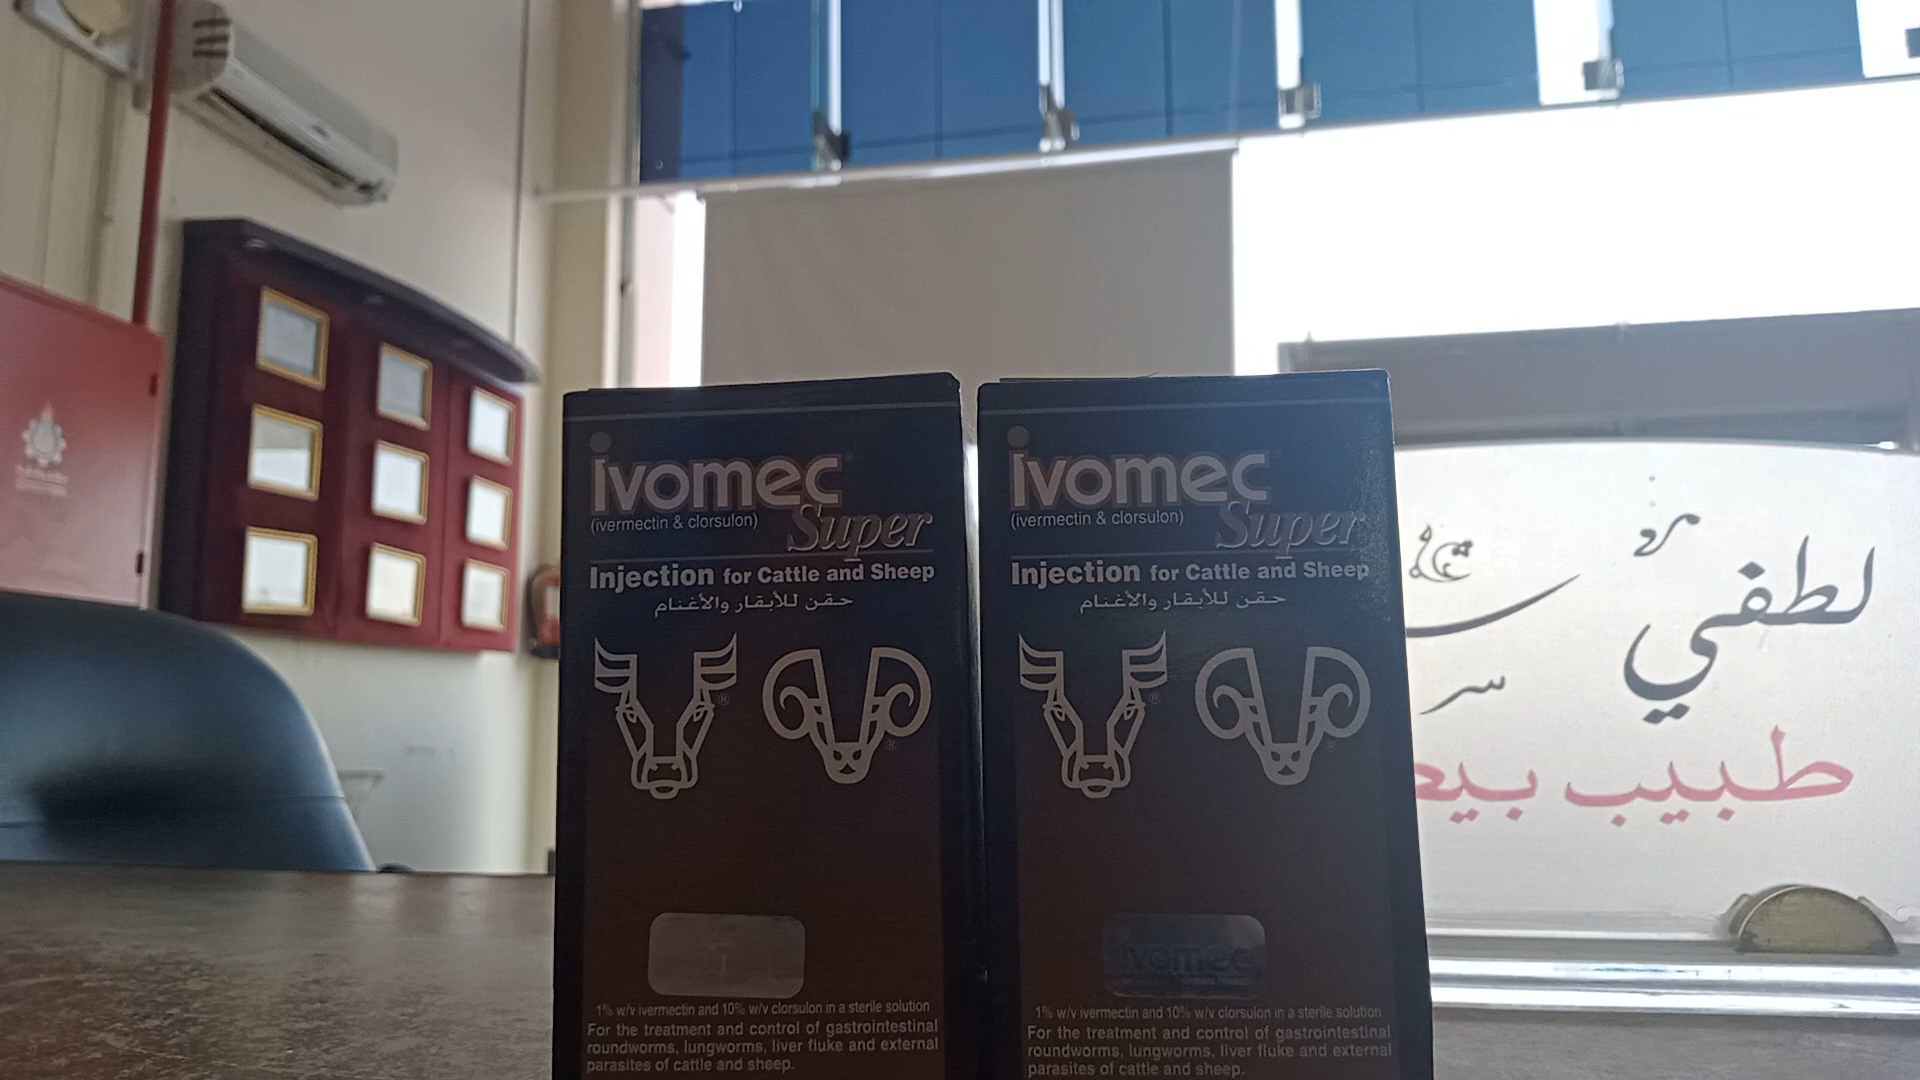 ivomec
Super
(ivermectin & clorsulon)
Injection for Cattle and Sheep
حقن للأبقار والأغنام
1% w/v ivermectin and 10% w/v clorsulon in a sterile solution
For the treatment and control of gastrointestinal
roundworms, lungworms, liver fluke and external
parasites of cattle and sheep.
ivomec
Super
(ivermectin & clorsulon)
Injection for Cattle and Sheep
حقن للأبقار والأغنام
ivomec
1% w/v ivermectin and 10% w/v clorsulon in a sterile solution
For the treatment and control of gastrointestinal
roundworms, lungworms, liver fluke and external
parasites of cattle and sheep.
لطفي
طبيب